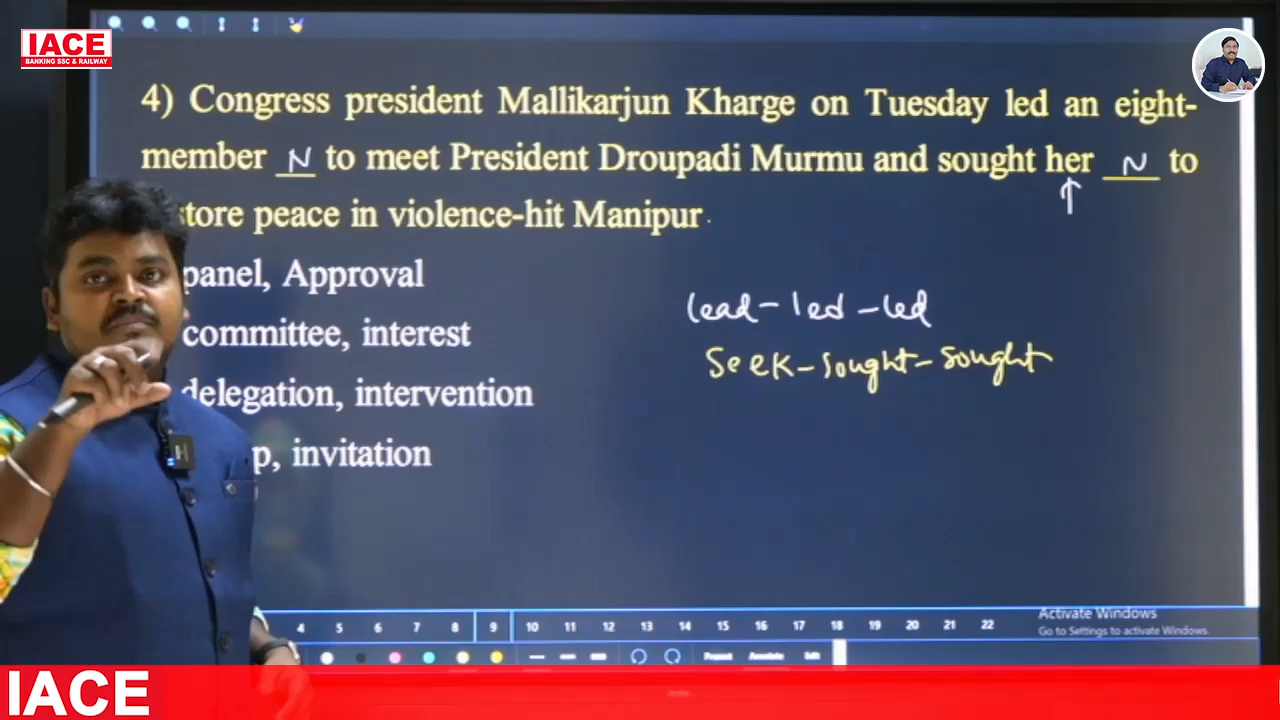 IACE
BANKING SSC & RAILWAY
4) Congress president Mallikarjun Kharge on Tuesday led an eight-
member N to meet President Droupadi Murmu and sought her N to
store peace in violence-hit Manipur.
panel, Approval
committee, interest
delegation, intervention
p, invitation
lead - led - led
Seek - sought - sought
4 5 6 7 8 9 10 11 12 13 14 15 16 17 18 19 20 21 22
Activate Windows
Go to Settings to activate Windows.
Annotate Edit
IACE